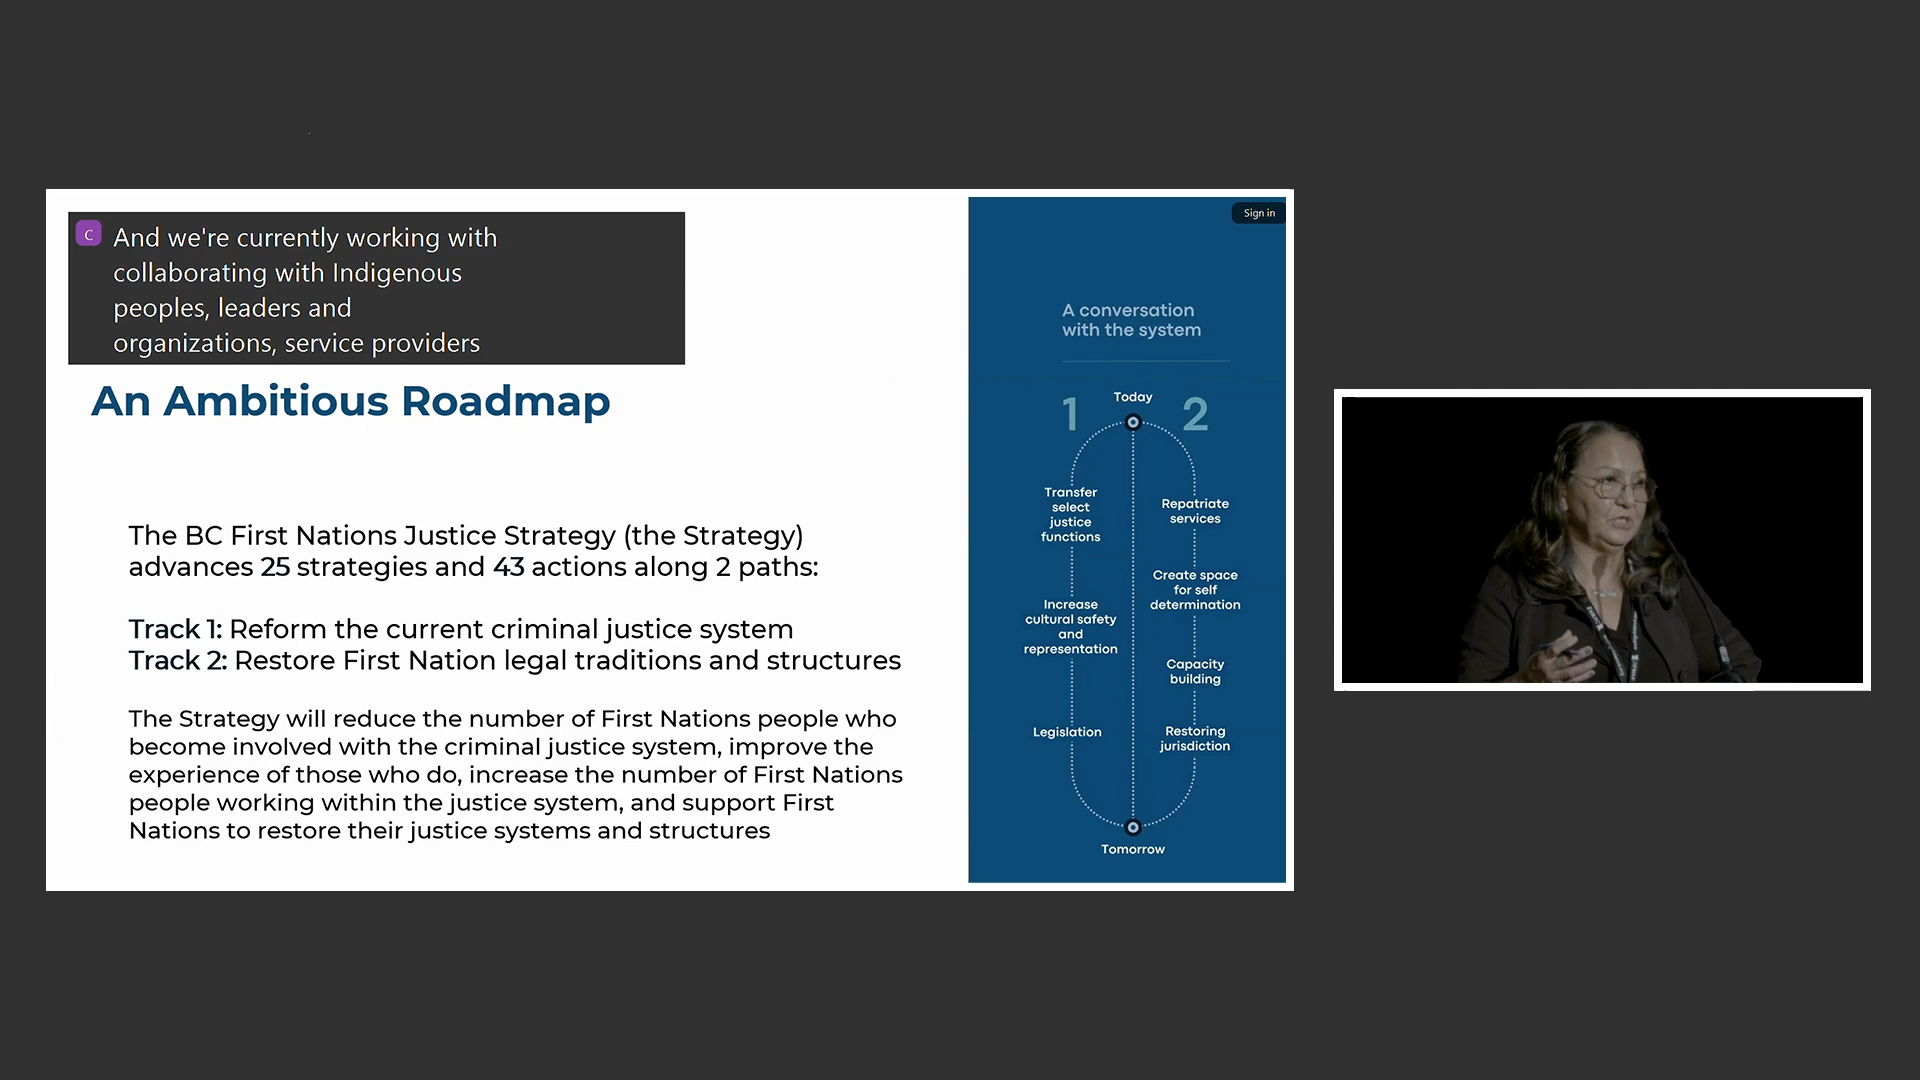 C
And we're currently working with
collaborating with Indigenous
peoples, leaders and
organizations, service providers
An Ambitious Roadmap
The BC First Nations Justice Strategy (the Strategy)
advances 25 strategies and 43 actions along 2 paths:
Track 1: Reform the current criminal justice system
Track 2: Restore First Nation legal traditions and structures
The Strategy will reduce the number of First Nations people who
become involved with the criminal justice system, improve the
experience of those who do, increase the number of First Nations
people working within the justice system, and support First
Nations to restore their justice systems and structures
Sign in
A conversation
with the system
Today
1
2
Transfer
select
justice
functions
Increase
cultural safety
and
representation
Legislation
Repatriate
services
Create space
for self
determination
Capacity
building
Restoring
jurisdiction
Tomorrow